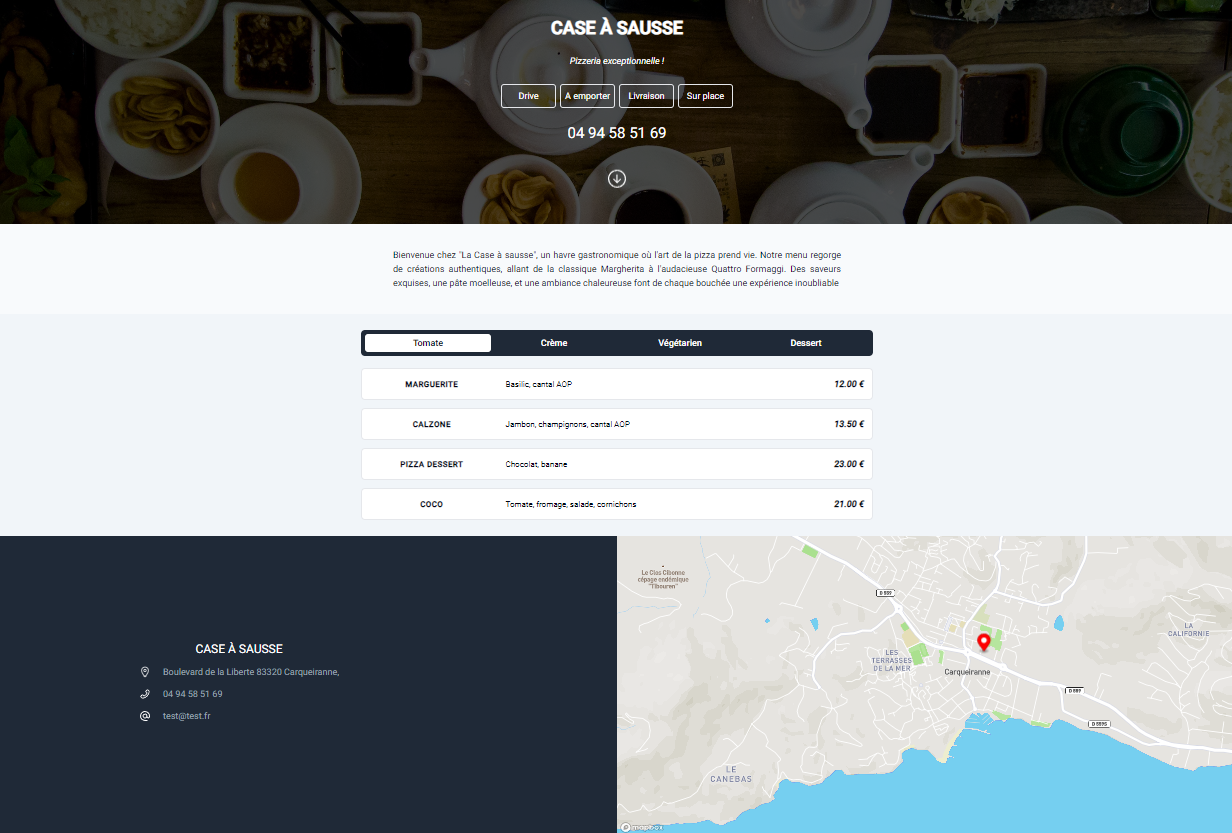 CASE À SAUSSE
Pizzeria exceptionnelle !
Drive A emporter Livraison Sur place
04 94 58 51 69
Bienvenue chez "La Case à sausse", un havre gastronomique où l'art de la pizza prend vie. Notre menu regorge
de créations authentiques, allant de la classique Margherita à l'audacieuse Quattro Formaggi. Des saveurs
exquises, une pâte moelleuse, et une ambiance chaleureuse font de chaque bouchée une expérience inoubliable
Tomate Crème Végétarien Dessert
MARGUERITE Basilic, cantal AOP 12.00 €
CALZONE Jambon, champignons, cantal AOP 13.50 €
PIZZA DESSERT Chocolat, banane 23.00 €
COCO Tomate, fromage, salade, cornichons 21.00 €
CASE À SAUSSE
Boulevard de la Liberte 83320 Carqueiranne,
04 94 58 51 69
test@test.fr
Le Clos Cibonne
cépage endémique
"Tibouren"
D 559
LA
CALIFORNIE
LES
TERRASSES
DE LA MER
Carqueiranne
D 559
D 559S
LE
CANEBAS
mapbox